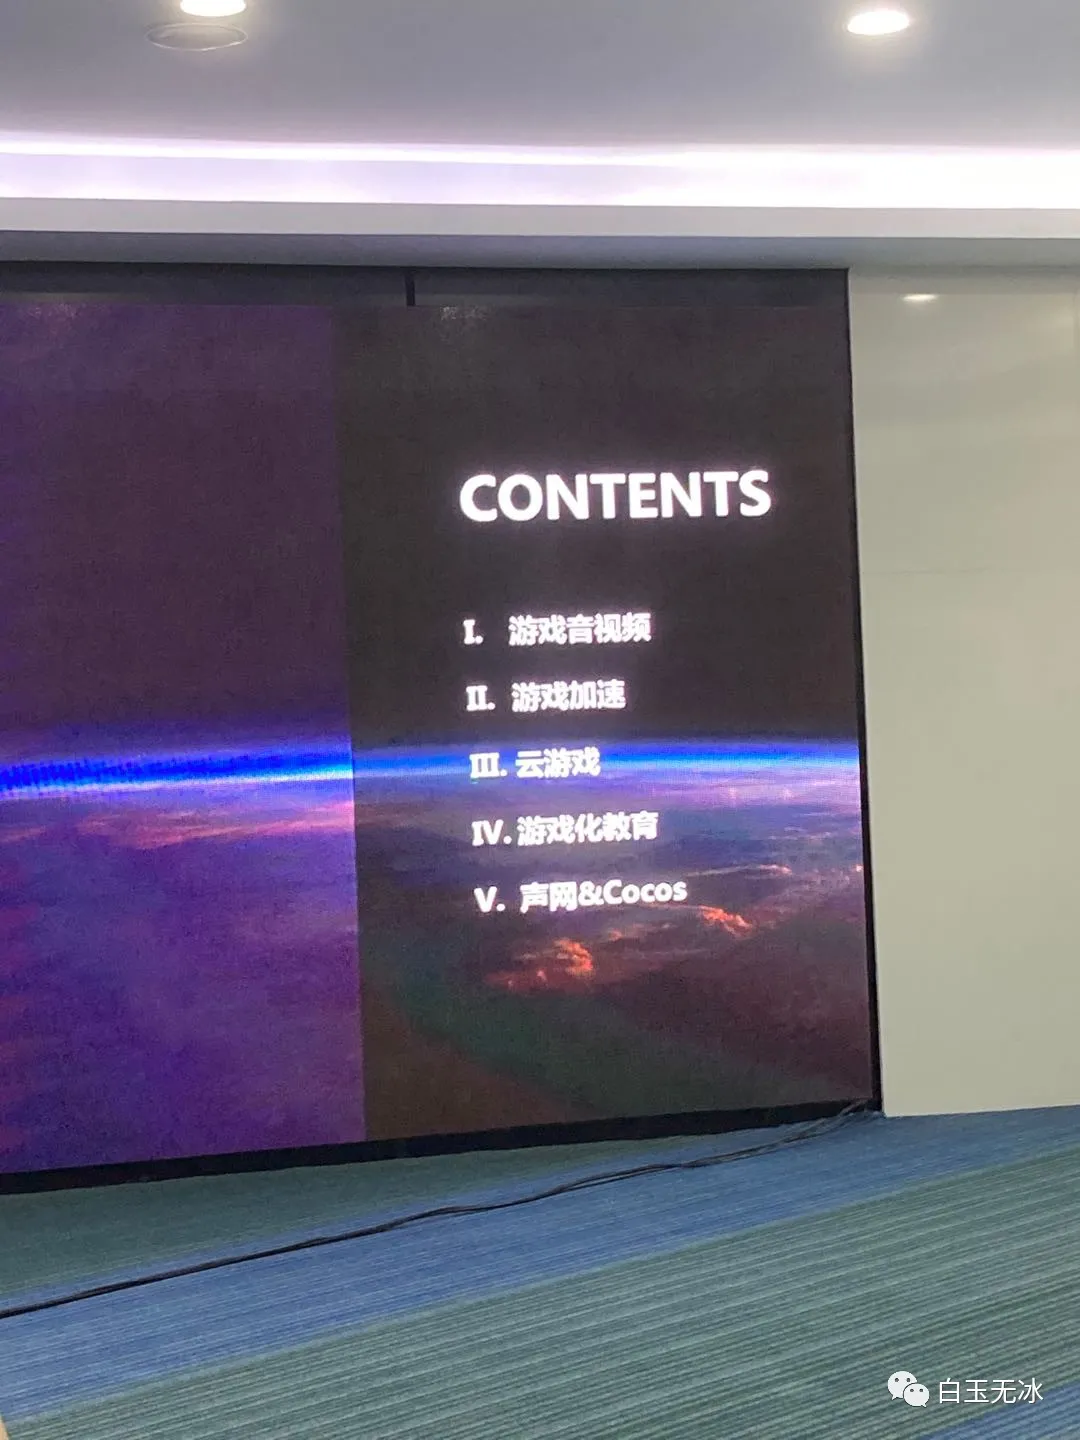 CONTENTS
I. 游戏音视频
II. 游戏加速
III. 云游戏
IV. 游戏化教育
V. 声网&Cocos
白玉无冰